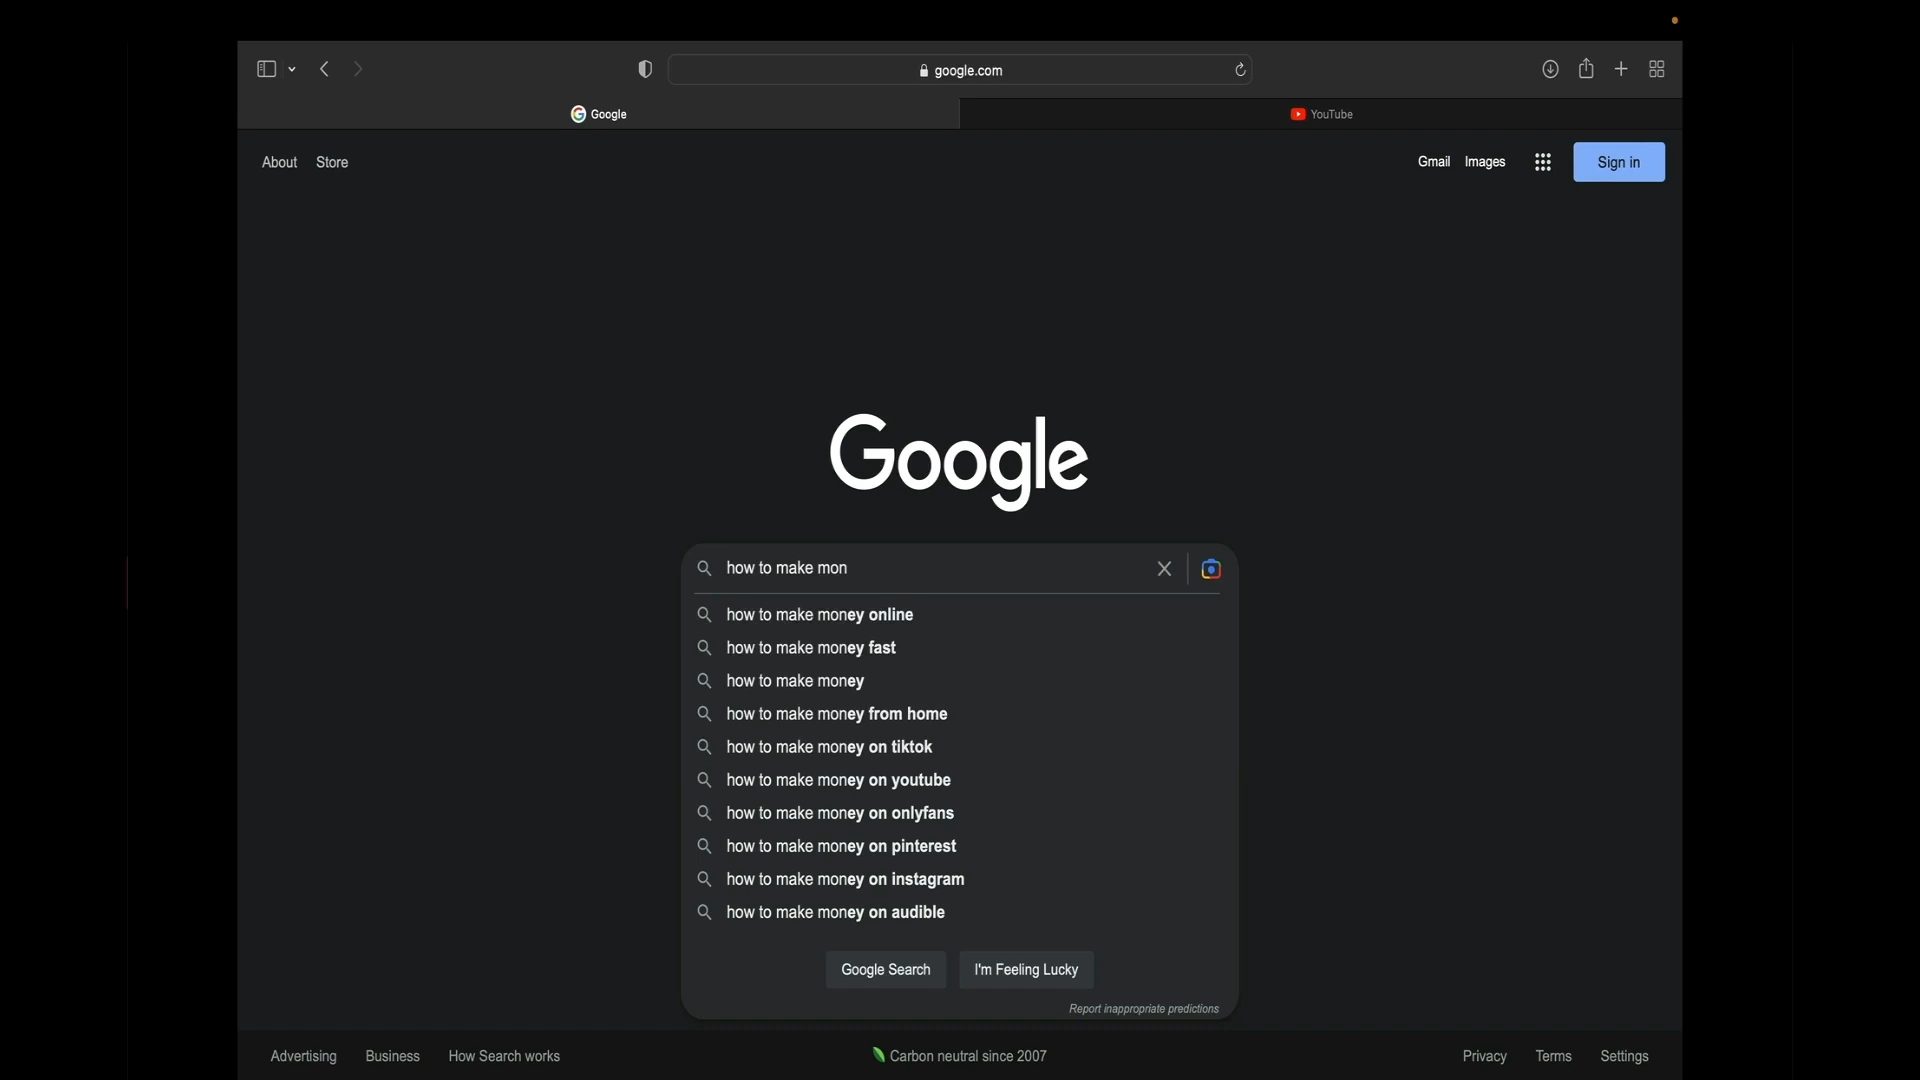 google.com
Google
YouTube
About Store
Gmail Images Sign in
Google
how to make mon
how to make money online
how to make money fast
how to make money
how to make money from home
how to make money on tiktok
how to make money on youtube
how to make money on onlyfans
how to make money on pinterest
how to make money on instagram
how to make money on audible
Google Search I'm Feeling Lucky
Report inappropriate predictions
Advertising Business How Search works Carbon neutral since 2007 Privacy Terms Settings